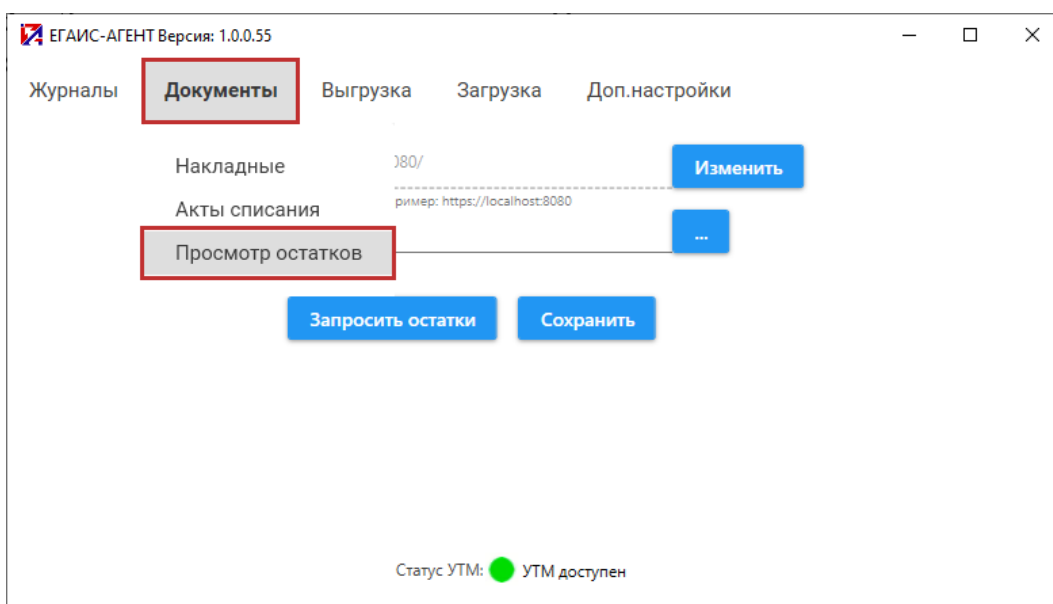 ЕГАИС-АГЕНТ Версия: 1.0.0.55
Журналы Документы Выгрузка Загрузка Доп.настройки
Накладные 080/ Изменить
Акты списания ример: https://localhost:8080
Просмотр остатков ...
Запросить остатки Сохранить
Статус УТМ: УТМ доступен